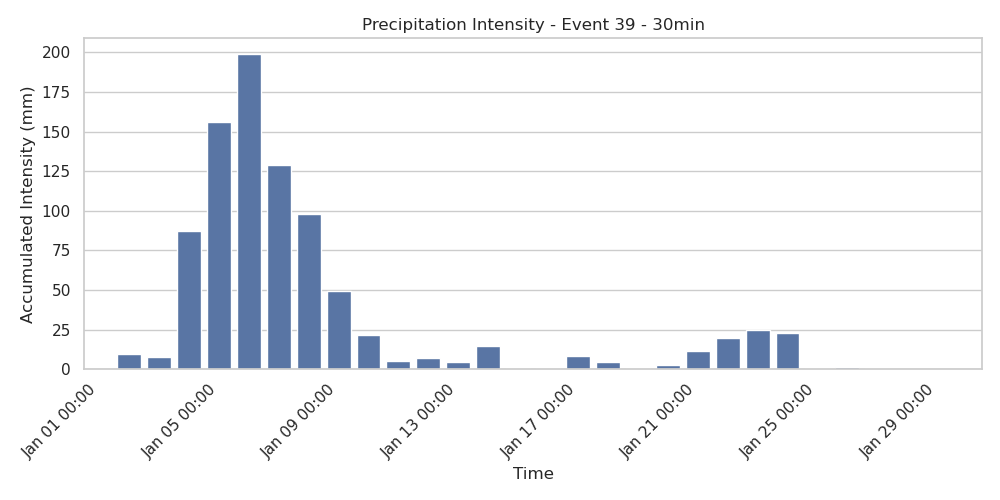 Precipitation Intensity - Event 39 - 30min
Accumulated Intensity (mm)
200
175
150
125
100
75
50
25
0
Jan 01 00:00
Jan 05 00:00
Jan 09 00:00
Jan 13 00:00
Jan 17 00:00
Jan 21 00:00
Jan 25 00:00
Jan 29 00:00
Time